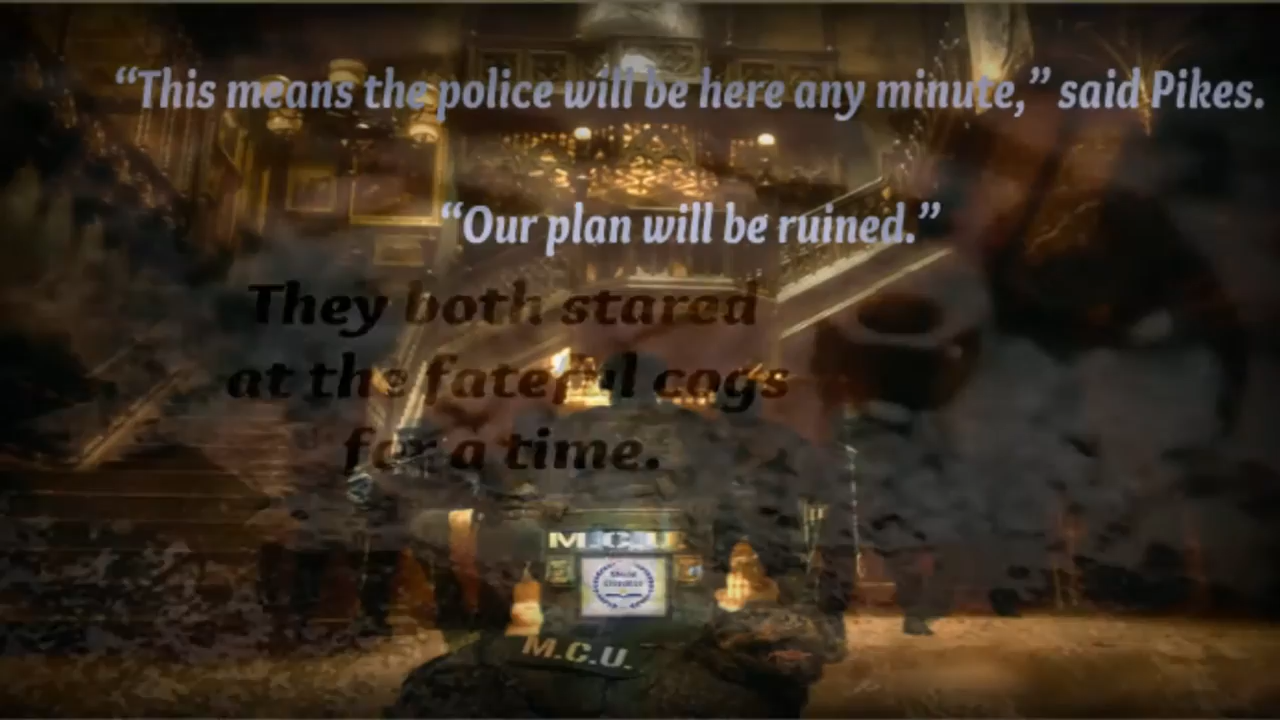 “This means the police will be here any minute,” said Pikes.
“Our plan will be ruined.”
They both stared
at the fateful cogs
for a time.
M.C.U
M.C.U.